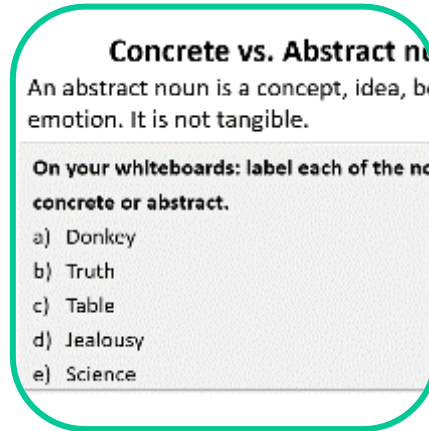 Concrete vs. Abstract
An abstract noun is a concept, idea,
emotion. It is not tangible.
On your whiteboards: label each of the
concrete or abstract.
a) Donkey
b) Truth
c) Table
d) Jealousy
e) Science